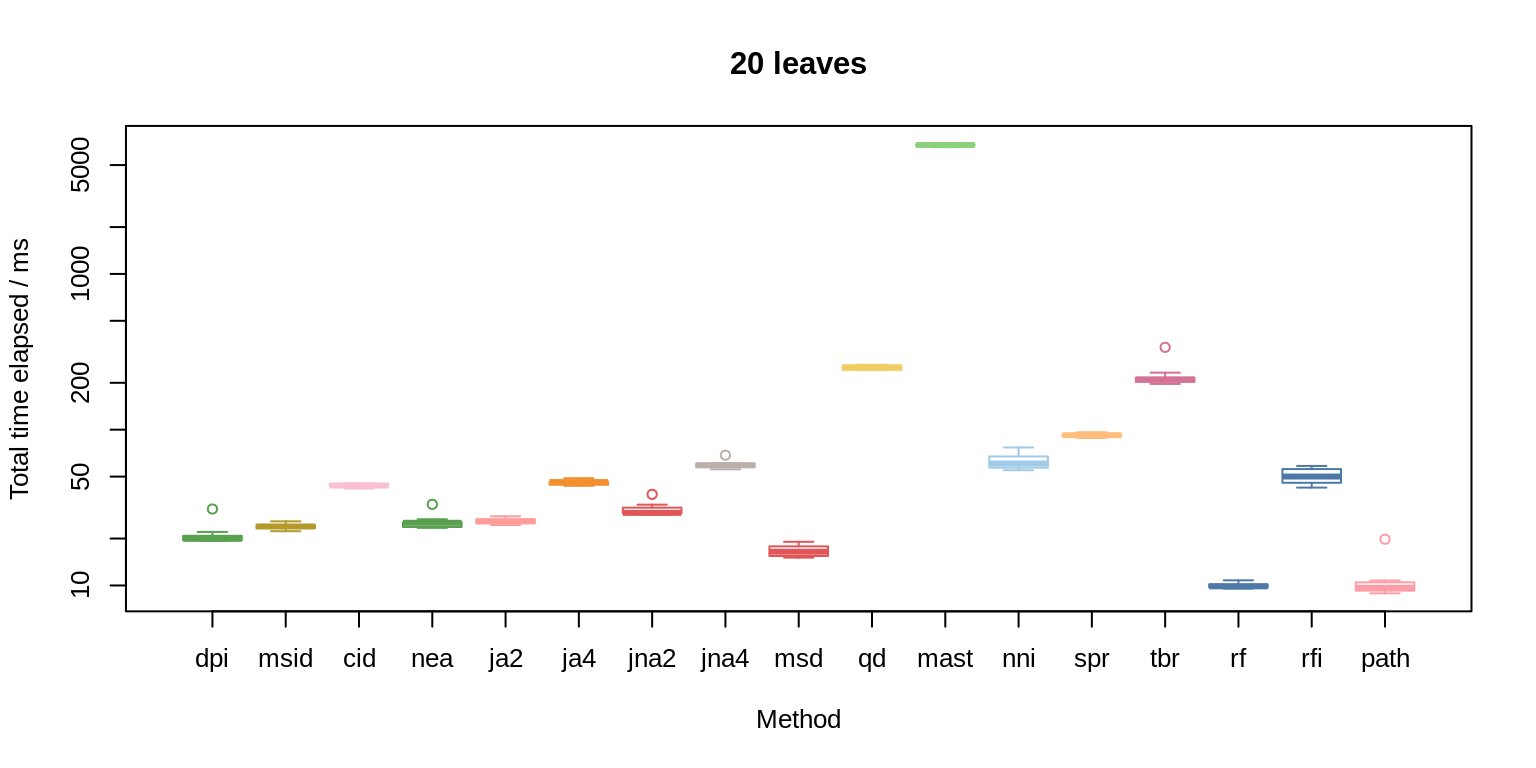 20 leaves
Total time elapsed / ms
5000
1000
200
50
10
dpi msid cid nea ja2 ja4 jna2 jna4 msd qd mast nni spr tbr rf rfi path
Method